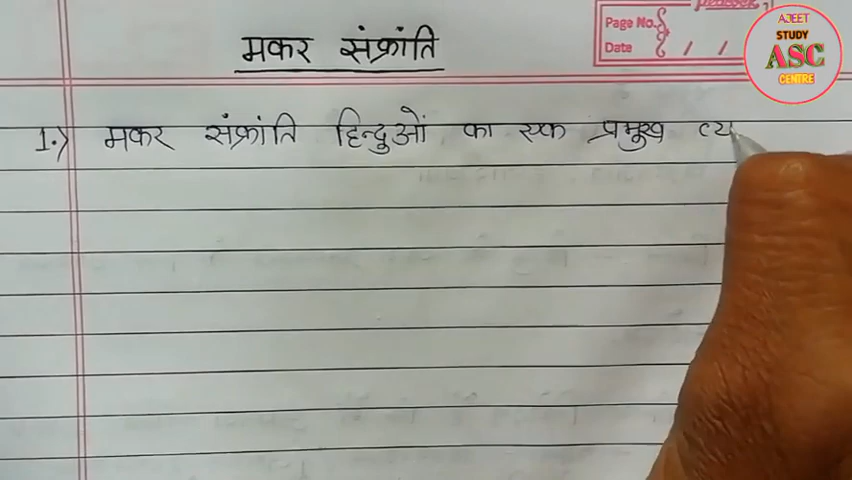 Page No.
Date / /
AJEET
STUDY
ASC
CENTRE
मकर संक्रांति
1.) मकर संक्रांति हिन्दुओं का एक प्रमुख त्य